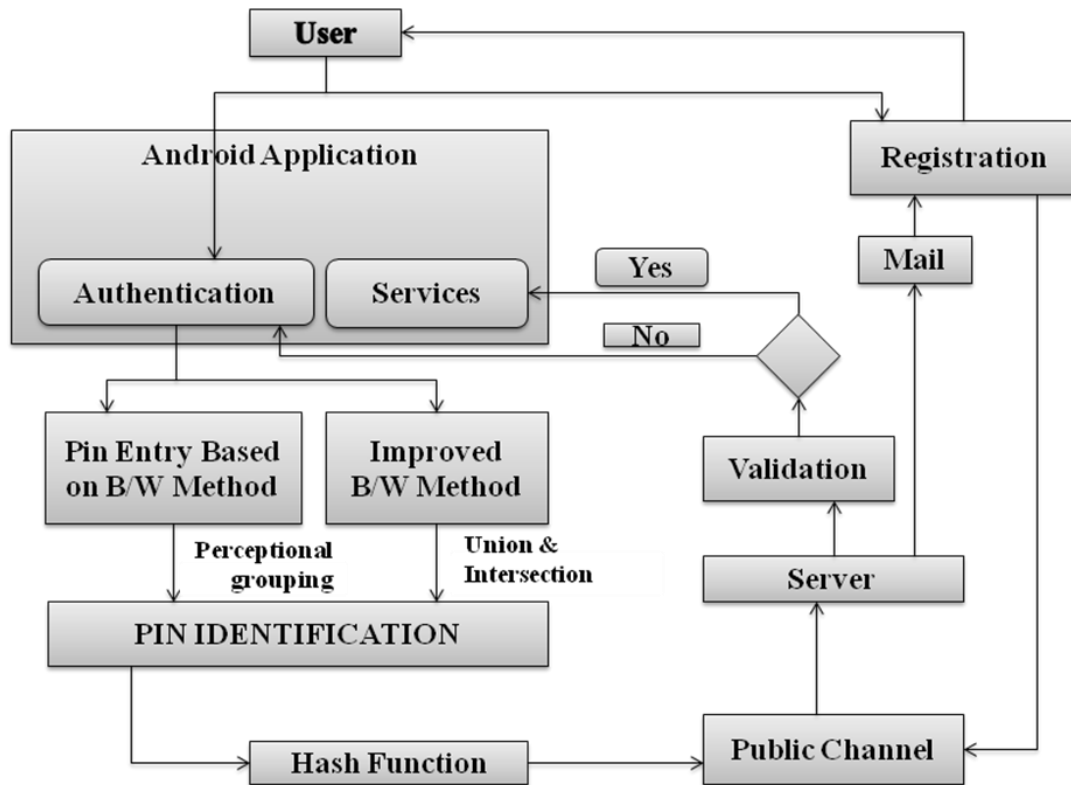 User
Android Application
Registration
Mail
Yes
Authentication
Services
No
Pin Entry Based
on B/W Method
Improved
B/W Method
Validation
Perceptional
grouping
Union &
Intersection
Server
PIN IDENTIFICATION
Public Channel
Hash Function